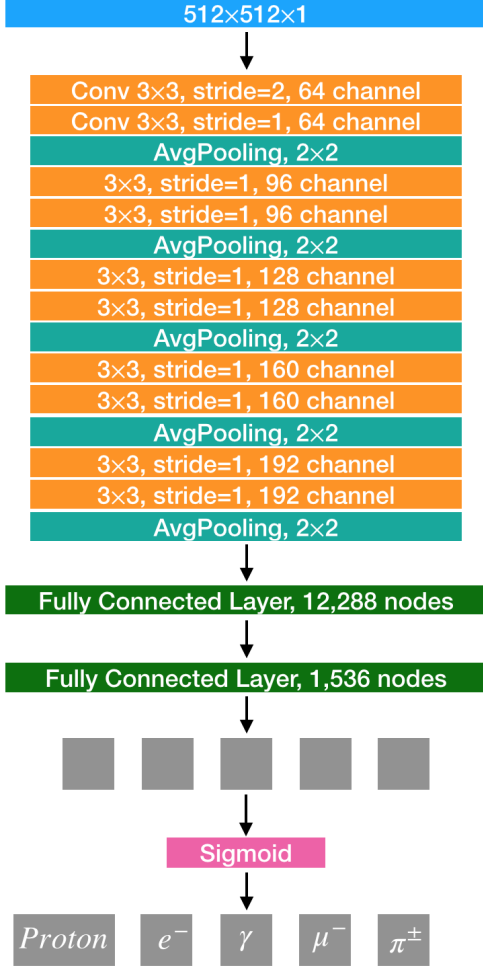 512×512×1
Conv 3×3, stride=2, 64 channel
Conv 3×3, stride=1, 64 channel
AvgPooling, 2×2
3×3, stride=1, 96 channel
3×3, stride=1, 96 channel
AvgPooling, 2×2
3×3, stride=1, 128 channel
3×3, stride=1, 128 channel
AvgPooling, 2×2
3×3, stride=1, 160 channel
3×3, stride=1, 160 channel
AvgPooling, 2×2
3×3, stride=1, 192 channel
3×3, stride=1, 192 channel
AvgPooling, 2×2
Fully Connected Layer, 12,288 nodes
Fully Connected Layer, 1,536 nodes
Sigmoid
Proton e⁻ γ μ⁻ π±